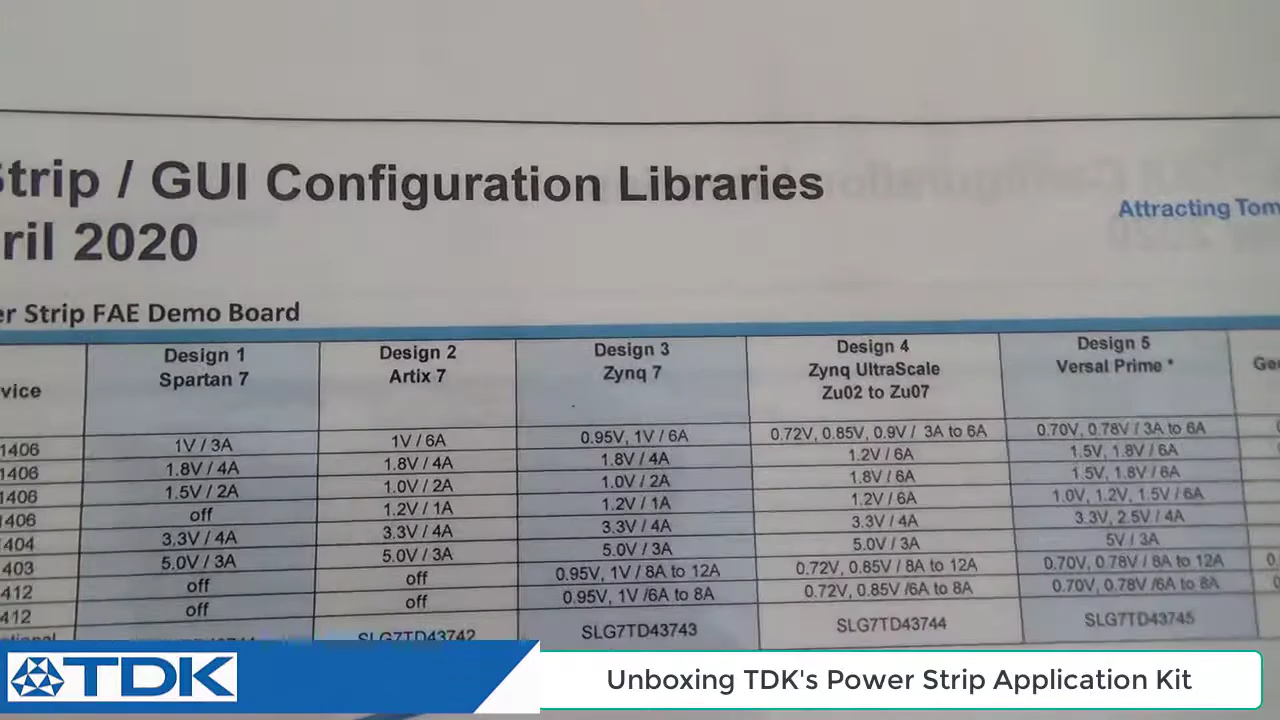 Strip / GUI Configuration Libraries
ril 2020
Attracting Tom
er Strip FAE Demo Board
vice Design 1 Spartan 7 Design 2 Artix 7 Design 3 Zynq 7 Design 4 Zynq UltraScale Zu02 to Zu07 Design 5 Versal Prime * Ge
1406 1V / 3A 1V / 6A 0.95V, 1V / 6A 0.72V, 0.85V, 0.9V / 3A to 6A 0.70V, 0.78V / 3A to 6A
1406 1.8V / 4A 1.8V / 4A 1.8V / 4A 1.2V / 6A 1.5V, 1.8V / 6A
1406 1.5V / 2A 1.0V / 2A 1.0V / 2A 1.8V / 6A 1.5V, 1.8V / 6A
1406 off 1.2V / 1A 1.2V / 1A 1.2V / 6A 1.0V, 1.2V, 1.5V / 6A
1404 3,3V / 4A 3.3V / 4A 3.3V / 4A 3.3V / 4A 3.3V, 2.5V / 4A
1403 5.0V / 3A 5.0V / 3A 5.0V / 3A 5.0V / 3A 5V / 3A
412 off off 0.95V, 1V / 8A to 12A 0.72V, 0.85V / 8A to 12A 0.70V, 0.78V / 8A to 12A 0.
412 off off 0.95V, 1V /6A to 8A 0.72V, 0.85V / 6A to 8A 0.70V, 0.78V /6A to 8A
SLG7TD43742 SLG7TD43743 SLG7TD43744 SLG7TD43745
TDK
Unboxing TDK's Power Strip Application Kit